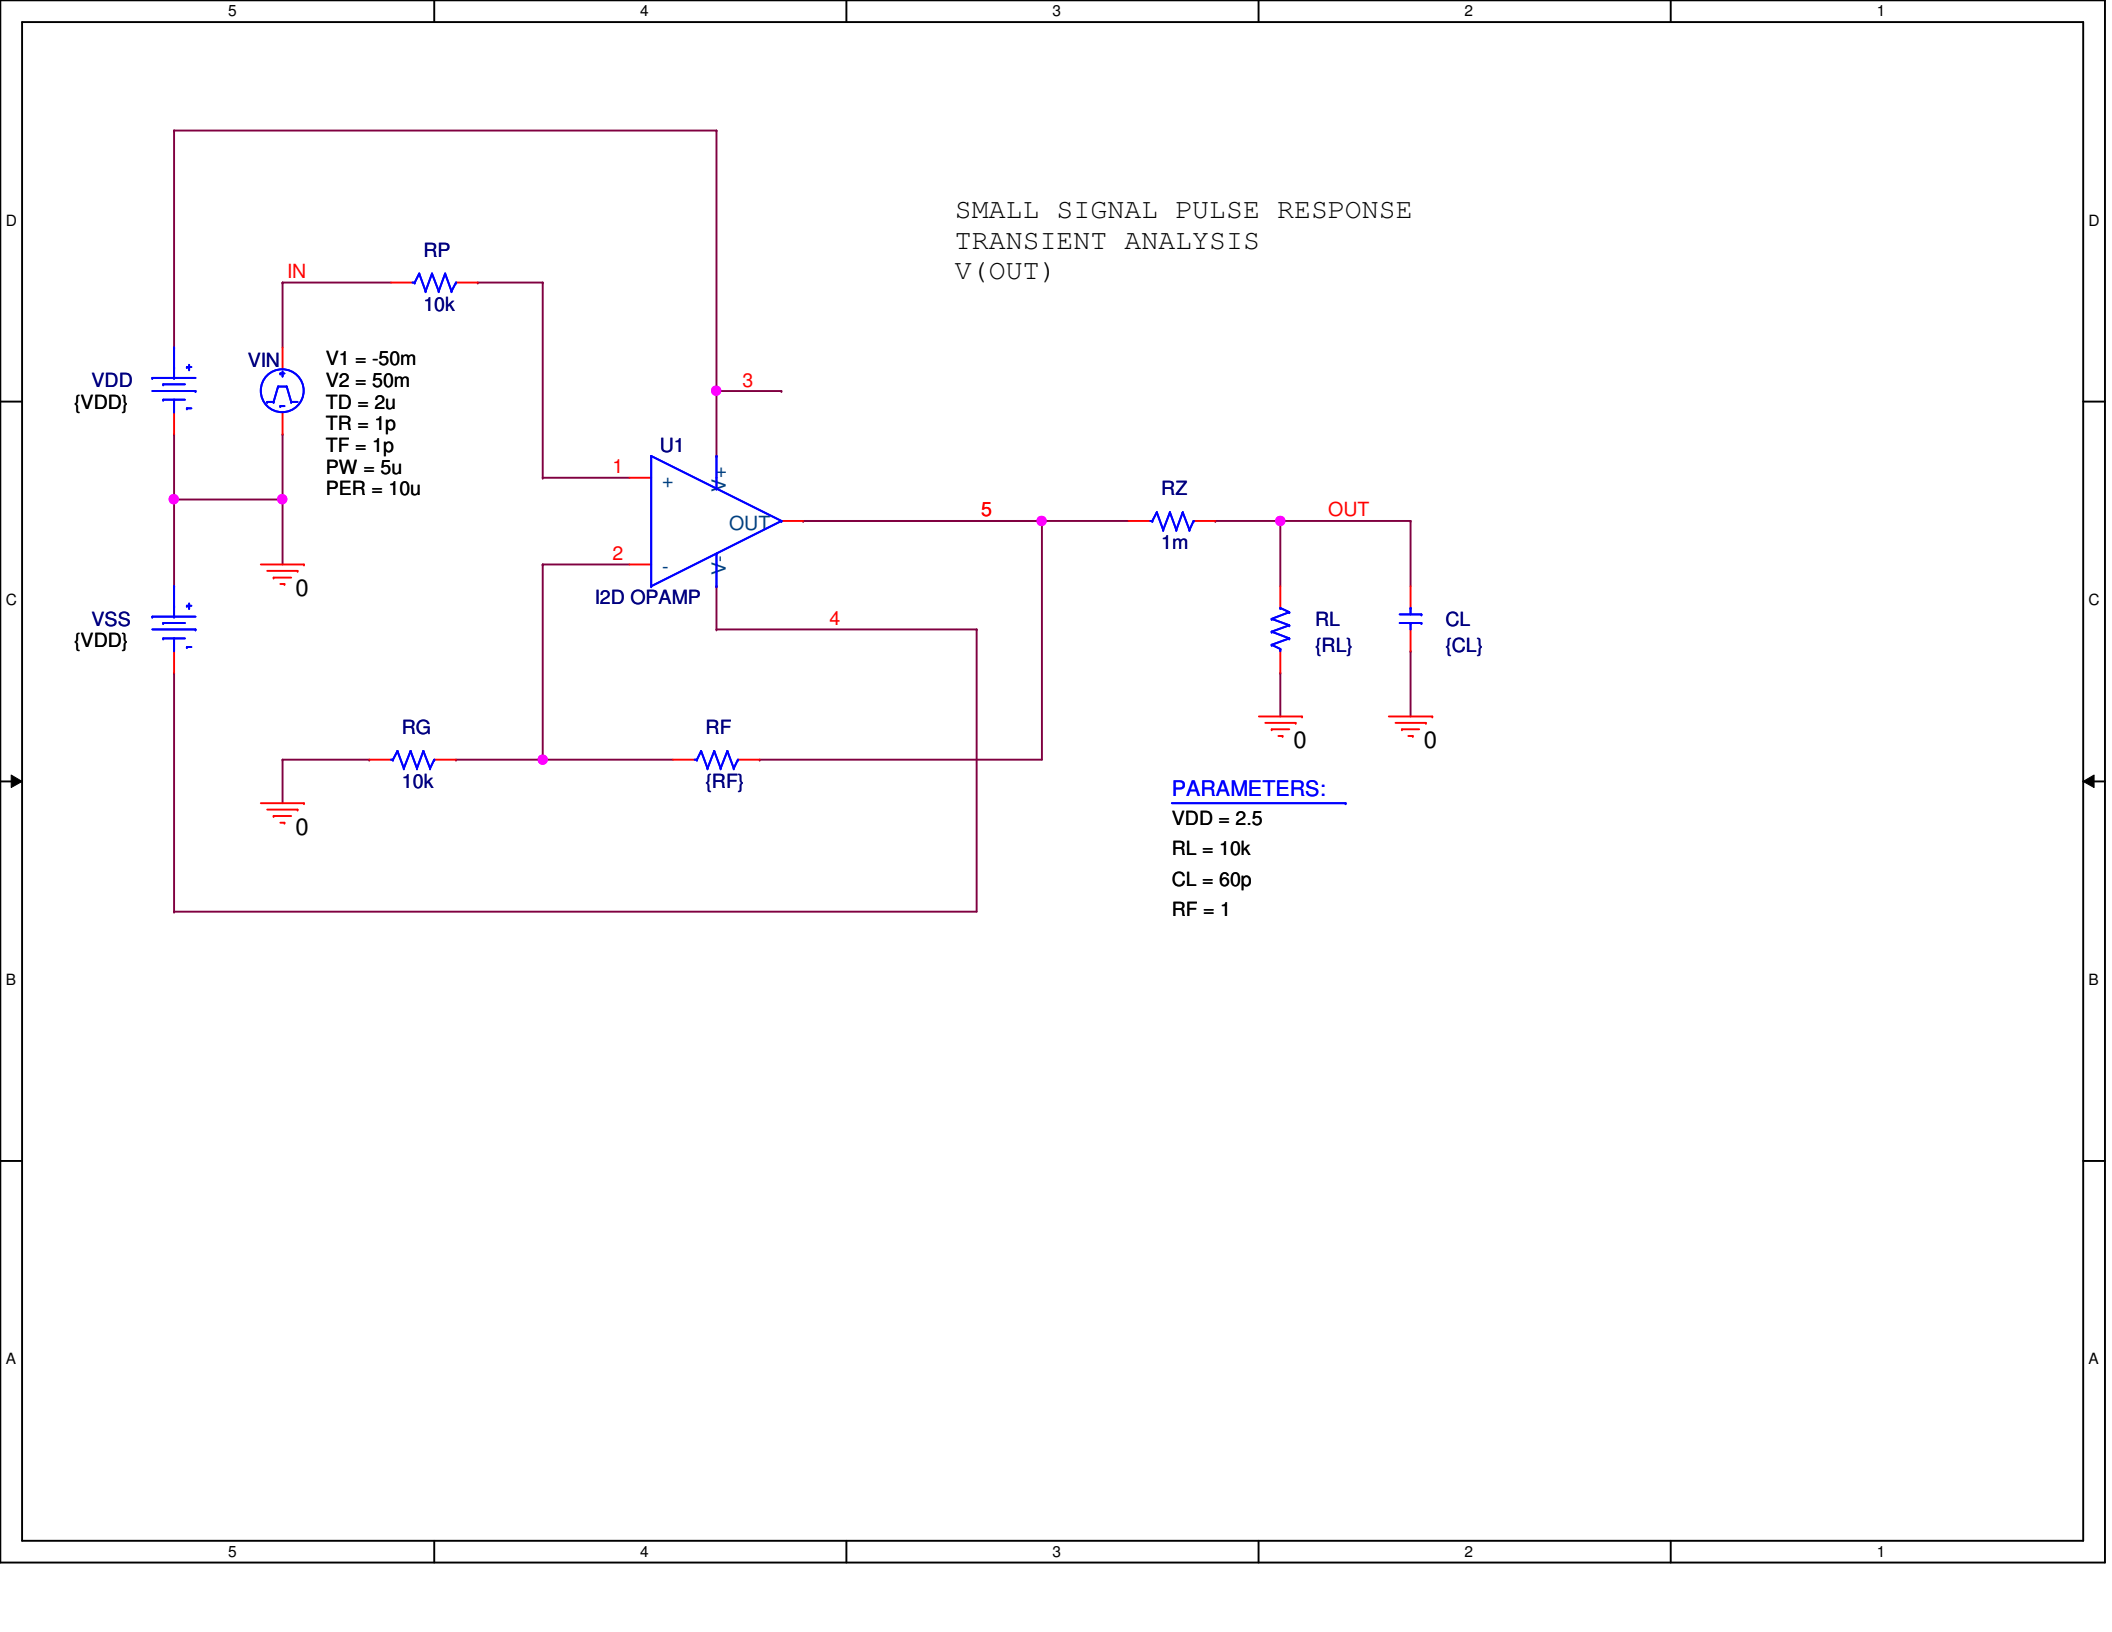 5 4 3 2 1
D D
SMALL SIGNAL PULSE RESPONSE
TRANSIENT ANALYSIS
V(OUT)
RP
IN
10k
VIN
V1 = -50m
V2 = 50m
TD = 2u
TR = 1p
TF = 1p
PW = 5u
PER = 10u
VDD
{VDD}
3
U1
1
+
V+
OUT
2
-
V-
I2D OPAMP
5
RZ
1m
OUT
0
C C
VSS
{VDD}
4
RL
{RL}
CL
{CL}
0
0
RG
10k
RF
{RF}
0
PARAMETERS:
VDD = 2.5
RL = 10k
CL = 60p
RF = 1
B B
A A
5 4 3 2 1